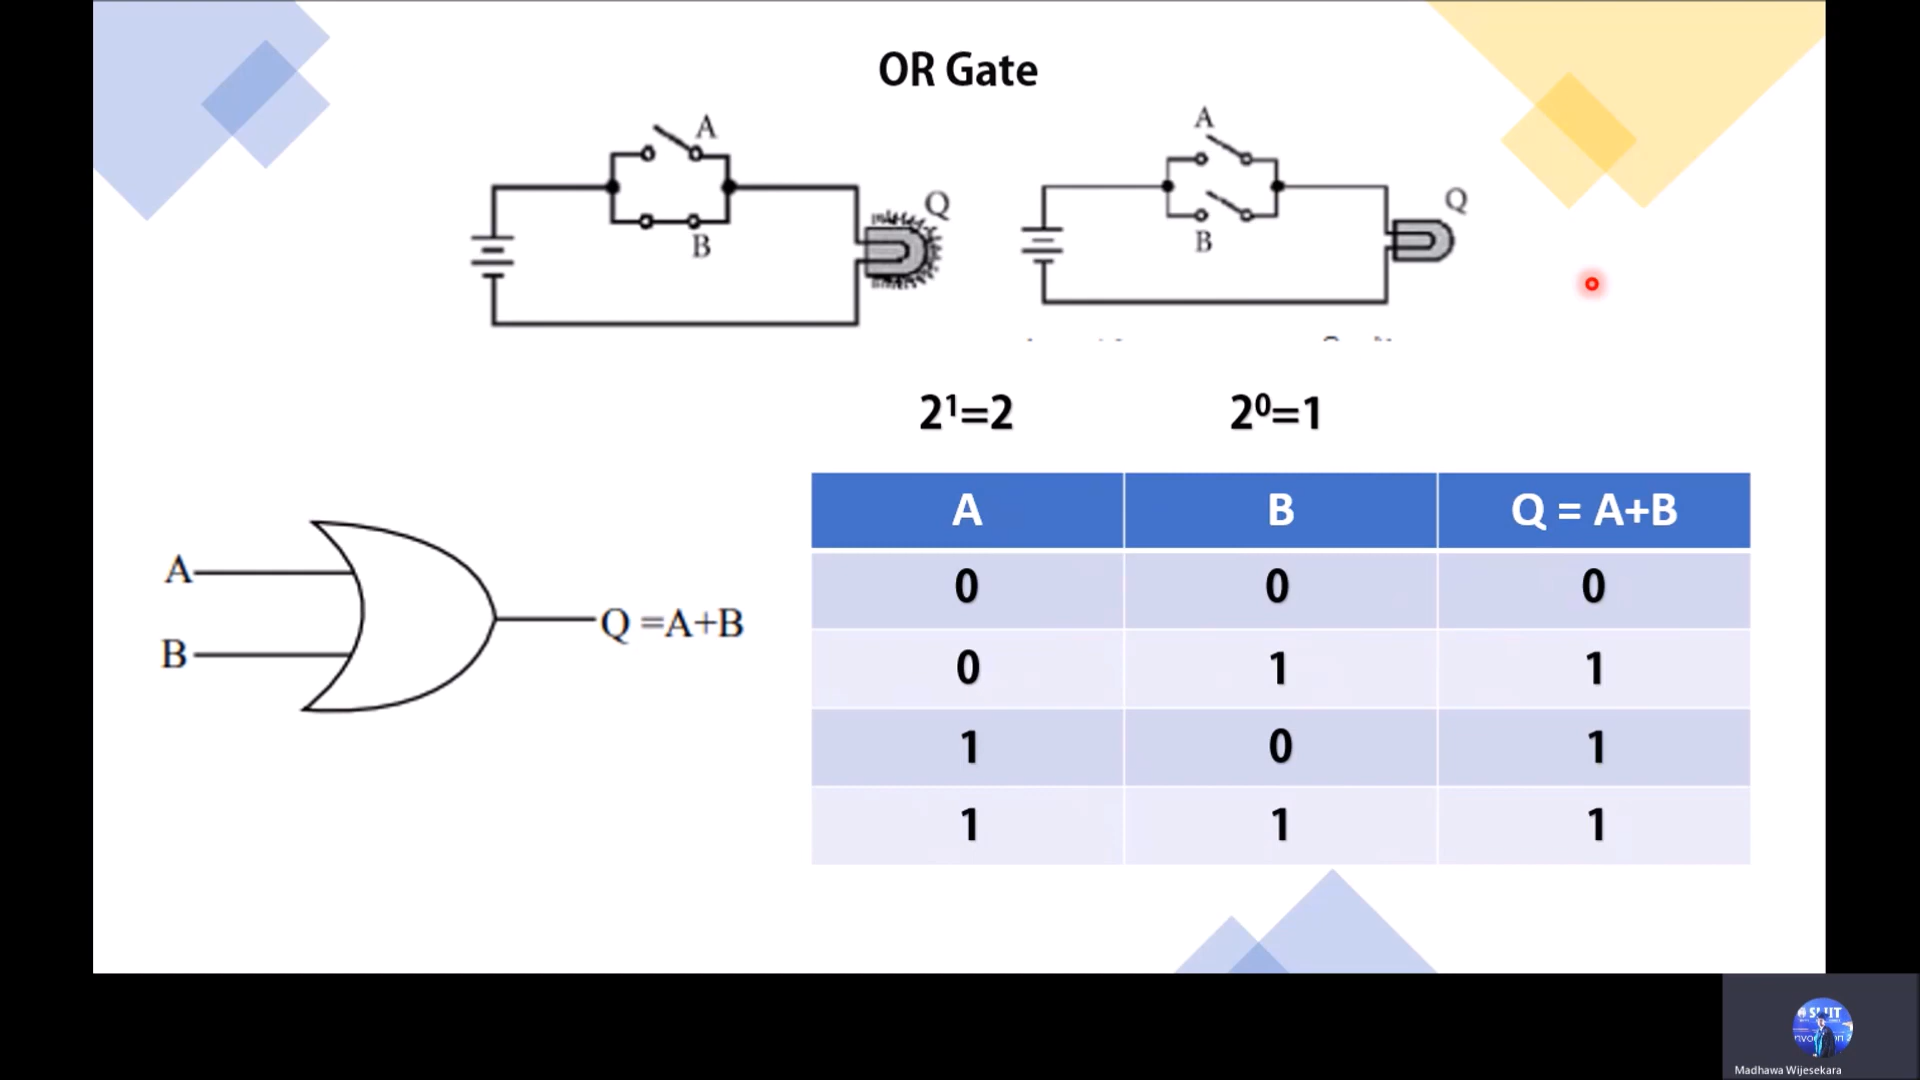 OR Gate
A
B
Q
A
B
Q
2¹=2 2⁰=1
A B Q = A+B
0 0 0
0 1 1
1 0 1
1 1 1
A
B
Q =A+B
Madhawa Wijesekara